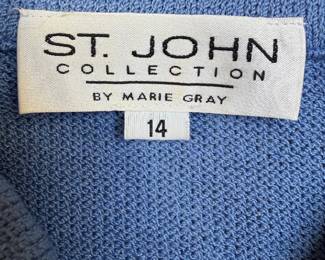 ST. JOHN
COLLECTION
BY MARIE GRAY
14